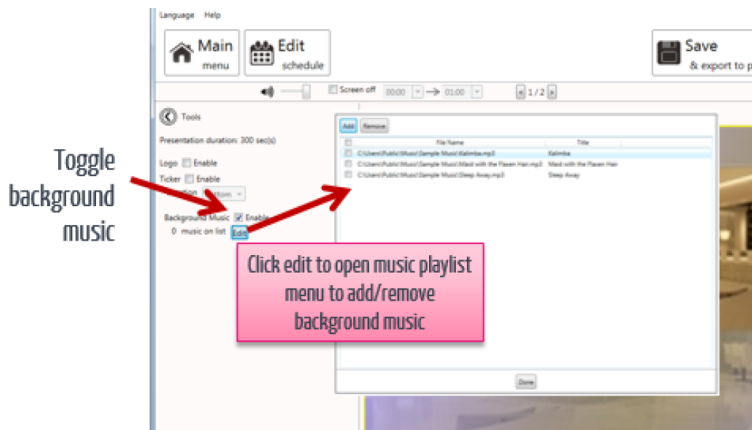 Language Help
Main
menu
Edit
schedule
Save
& export to p
Screen off 00:00 01:00 1 / 2
Tools
Presentation duration: 300 sec(s)
Logo Enable
Ticker Enable
Background Music Enable
0 music on list Edit
Add Remove
File Name Title
C:\Users\Public\Music\Sample Music\Kalimba.mp3 Kalimba
C:\Users\Public\Music\Sample Music\Maid with the Flaxen Hair.mp3 Maid with the Flaxen Hair
C:\Users\Public\Music\Sample Music\Sleep Away.mp3 Sleep Away
Done
Toggle
background
music
Click edit to open music playlist
menu to add/remove
background music